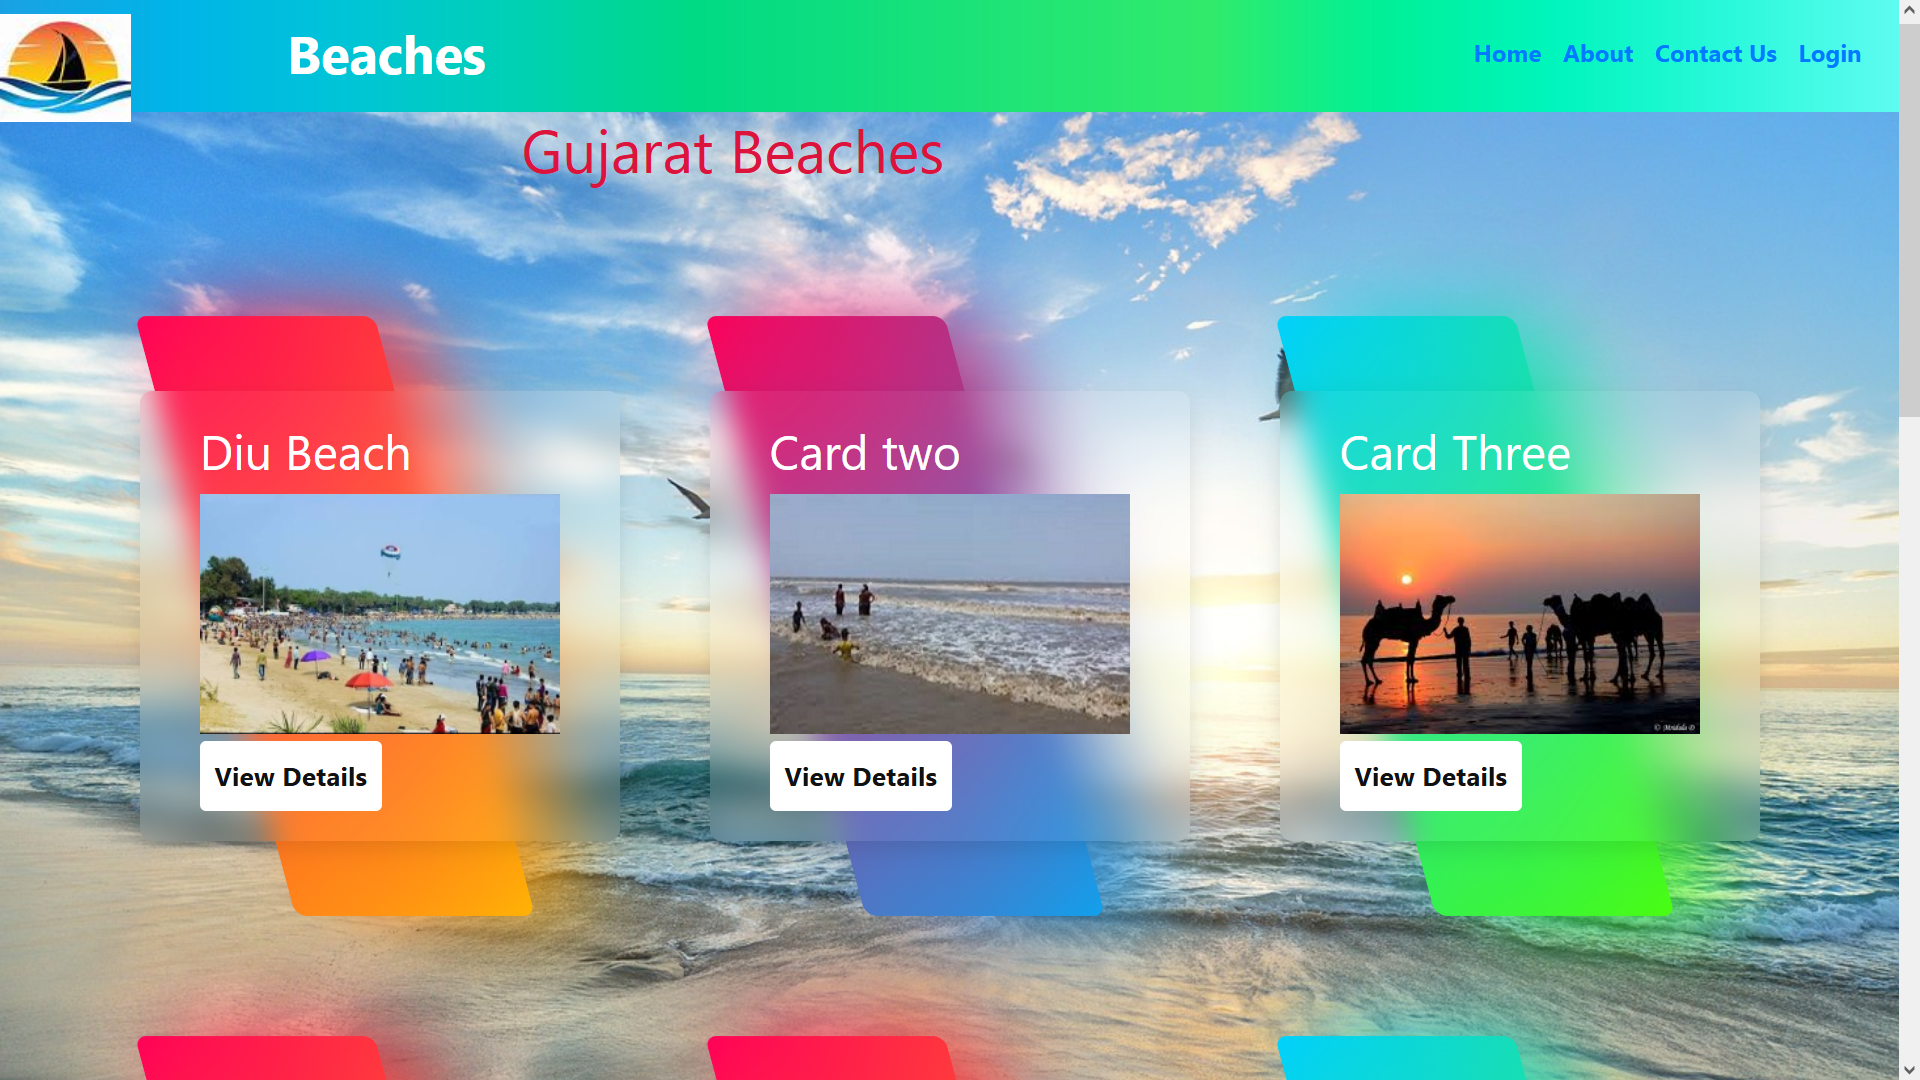 Beaches
Home About Contact Us Login
Gujarat Beaches
Diu Beach
Card two
Card Three
View Details
View Details
View Details